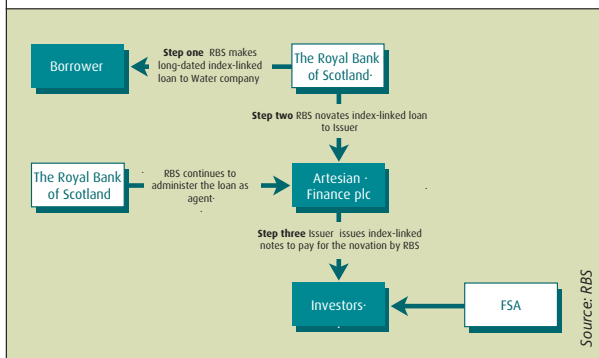 Borrower
Step one RBS makes
long-dated index-linked
loan to Water company
The Royal Bank
of Scotland·
Step two RBS novates index-linked loan
to Issuer
The Royal Bank
of Scotland
RBS continues to
administer the loan as
agent·
Artesian ·
Finance plc
Step three Issuer issues index-linked
notes to pay for the novation by RBS
Investors·
FSA
Source: RBS